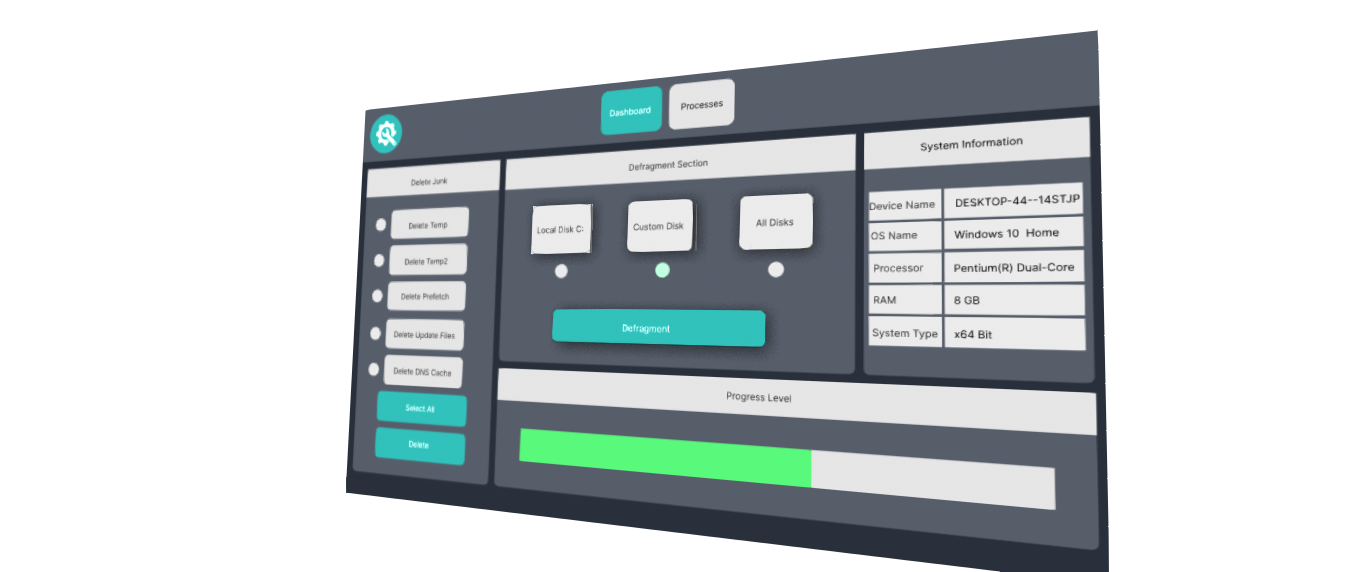 Dashboard
Processes
Delete Junk
Delete Temp
Delete Temp2
Delete Prefetch
Delete Update Files
Delete DNS Cache
Select All
Delete
Defragment Section
Local Disk C:
Custom Disk
All Disks
Defragment
System Information
Device Name DESKTOP-44--14STJP
OS Name Windows 10 Home
Processor Pentium(R) Dual-Core
RAM 8 GB
System Type x64 Bit
Progress Level